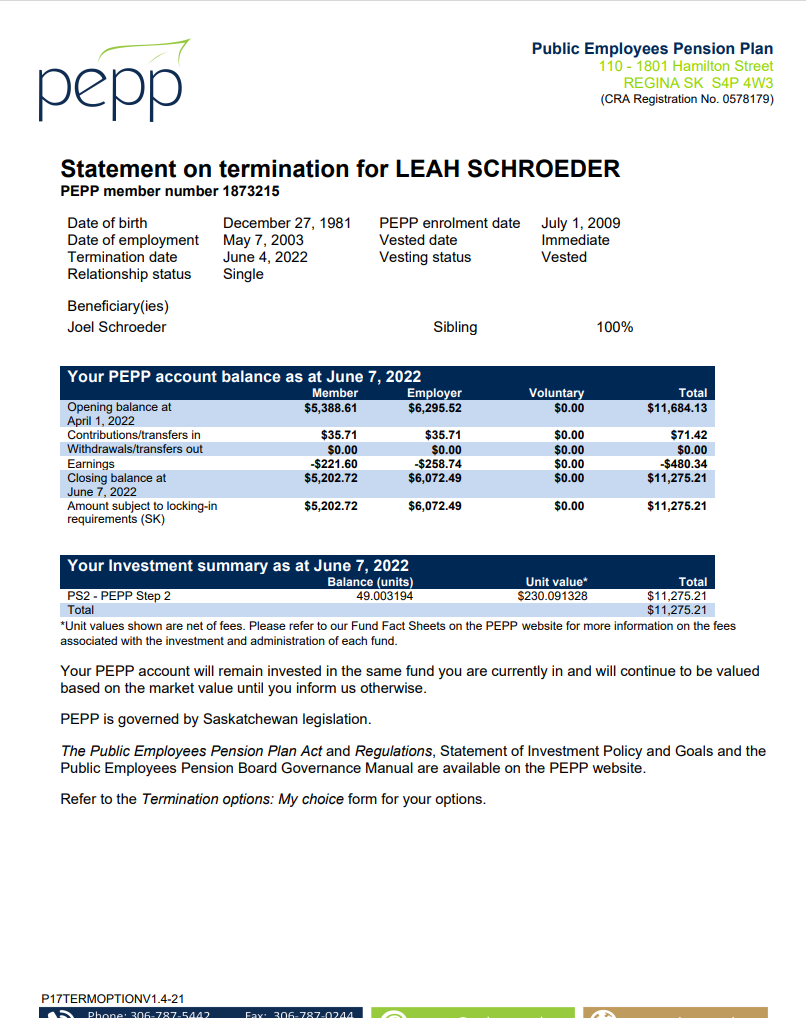 pepp
Public Employees Pension Plan
110 - 1801 Hamilton Street
REGINA SK S4P 4W3
(CRA Registration No. 0578179)
Statement on termination for LEAH SCHROEDER
PEPP member number 1873215
Date of birth December 27, 1981 PEPP enrolment date July 1, 2009
Date of employment May 7, 2003 Vested date Immediate
Termination date June 4, 2022 Vesting status Vested
Relationship status Single
Beneficiary(ies)
Joel Schroeder Sibling 100%
Your PEPP account balance as at June 7, 2022
Member Employer Voluntary Total
Opening balance at $5,388.61 $6,295.52 $0.00 $11,684.13
April 1, 2022
Contributions/transfers in $35.71 $35.71 $0.00 $71.42
Withdrawals/transfers out $0.00 $0.00 $0.00 $0.00
Earnings -$221.60 -$258.74 $0.00 -$480.34
Closing balance at $5,202.72 $6,072.49 $0.00 $11,275.21
June 7, 2022
Amount subject to locking-in $5,202.72 $6,072.49 $0.00 $11,275.21
requirements (SK)
Your Investment summary as at June 7, 2022
Balance (units) Unit value* Total
PS2 - PEPP Step 2 49.003194 $230.091328 $11,275.21
Total $11,275.21
*Unit values shown are net of fees. Please refer to our Fund Fact Sheets on the PEPP website for more information on the fees
associated with the investment and administration of each fund.
Your PEPP account will remain invested in the same fund you are currently in and will continue to be valued
based on the market value until you inform us otherwise.
PEPP is governed by Saskatchewan legislation.
The Public Employees Pension Plan Act and Regulations, Statement of Investment Policy and Goals and the
Public Employees Pension Board Governance Manual are available on the PEPP website.
Refer to the Termination options: My choice form for your options.
P17TERMOPTIONV1.4-21
Phone: 306-787-5442 Fax: 306-787-0244